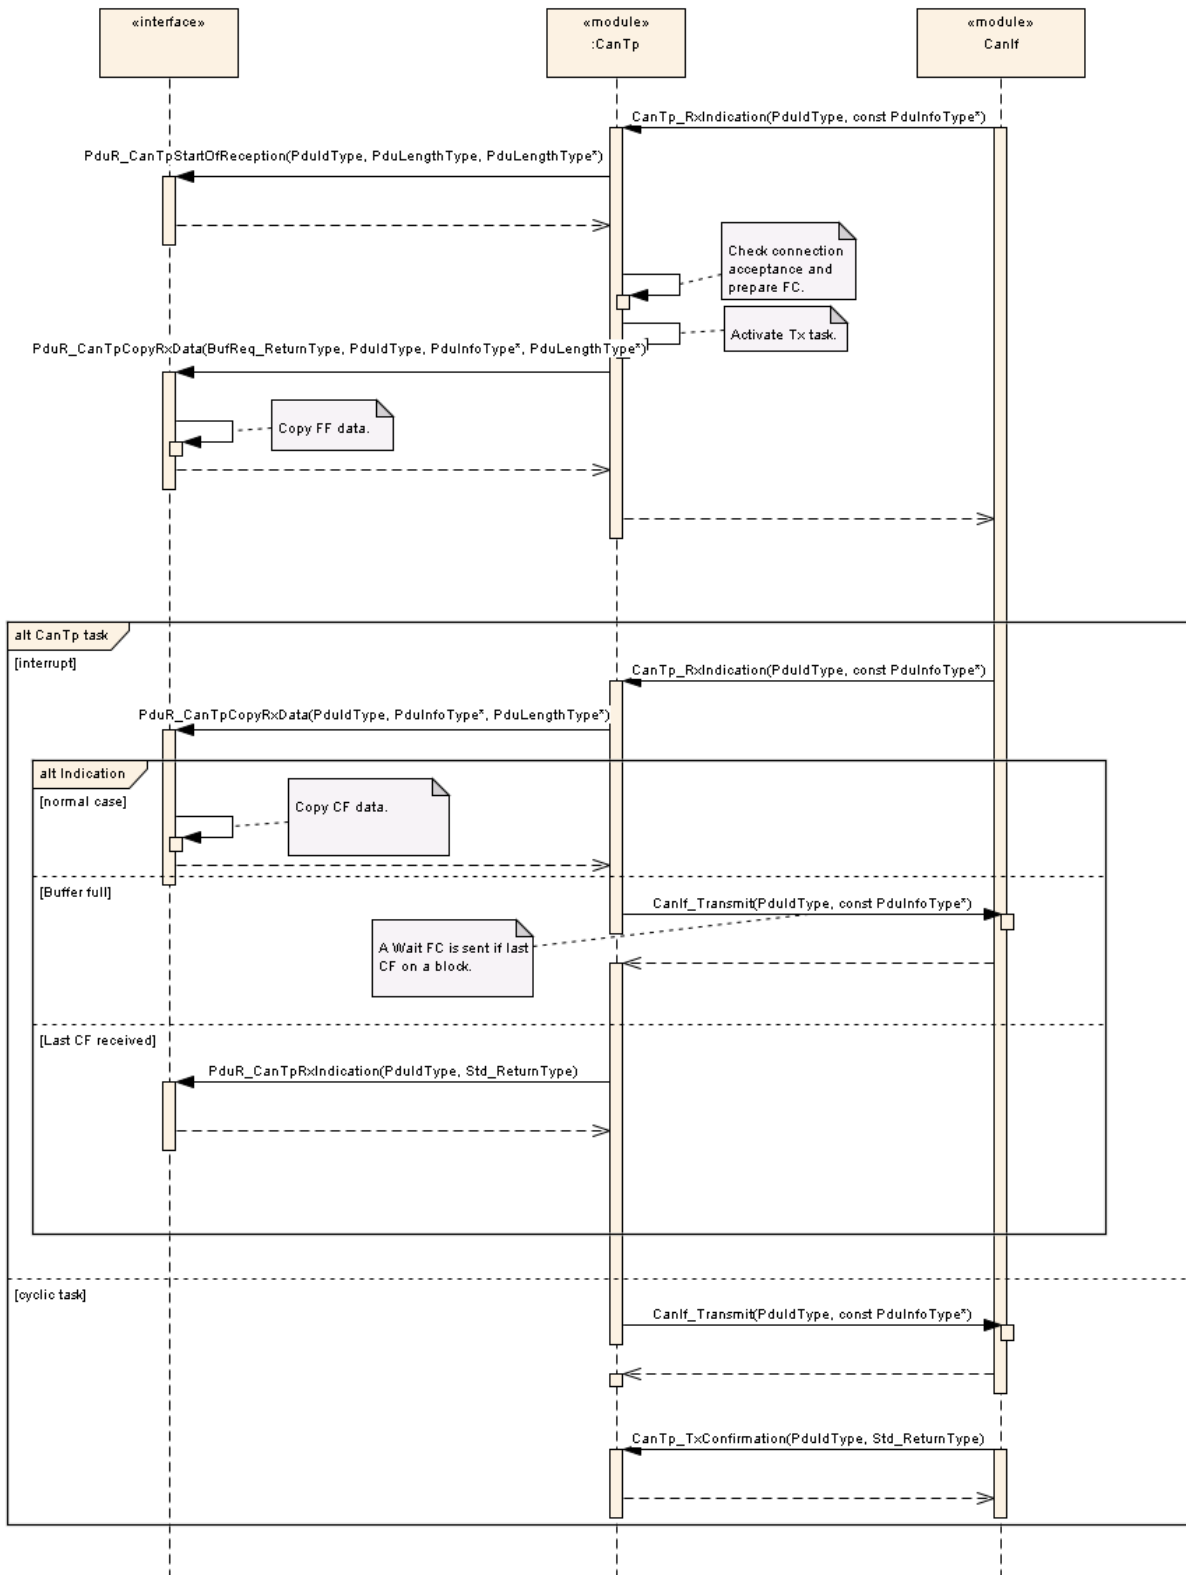 «interface»
«module»
:CanTp
«module»
CanIf
CanTp_RxIndication(PduIdType, const PduInfoType*)
PduR_CanTpStartOfReception(PduIdType, PduLengthType, PduLengthType*)
Check connection
acceptance and
prepare FC.
Activate Tx task.
PduR_CanTpCopyRxData(BufReq_ReturnType, PduIdType, PduInfoType*, PduLengthType*)
Copy FF data.
alt CanTp task
[interrupt]
CanTp_RxIndication(PduIdType, const PduInfoType*)
PduR_CanTpCopyRxData(PduIdType, PduInfoType*, PduLengthType*)
alt Indication
[normal case]
Copy CF data.
[Buffer full]
CanIf_Transmit(PduIdType, const PduInfoType*)
A Wait FC is sent if last
CF on a block.
[Last CF received]
PduR_CanTpRxIndication(PduIdType, Std_ReturnType)
[cyclic task]
CanIf_Transmit(PduIdType, const PduInfoType*)
CanTp_TxConfirmation(PduIdType, Std_ReturnType)